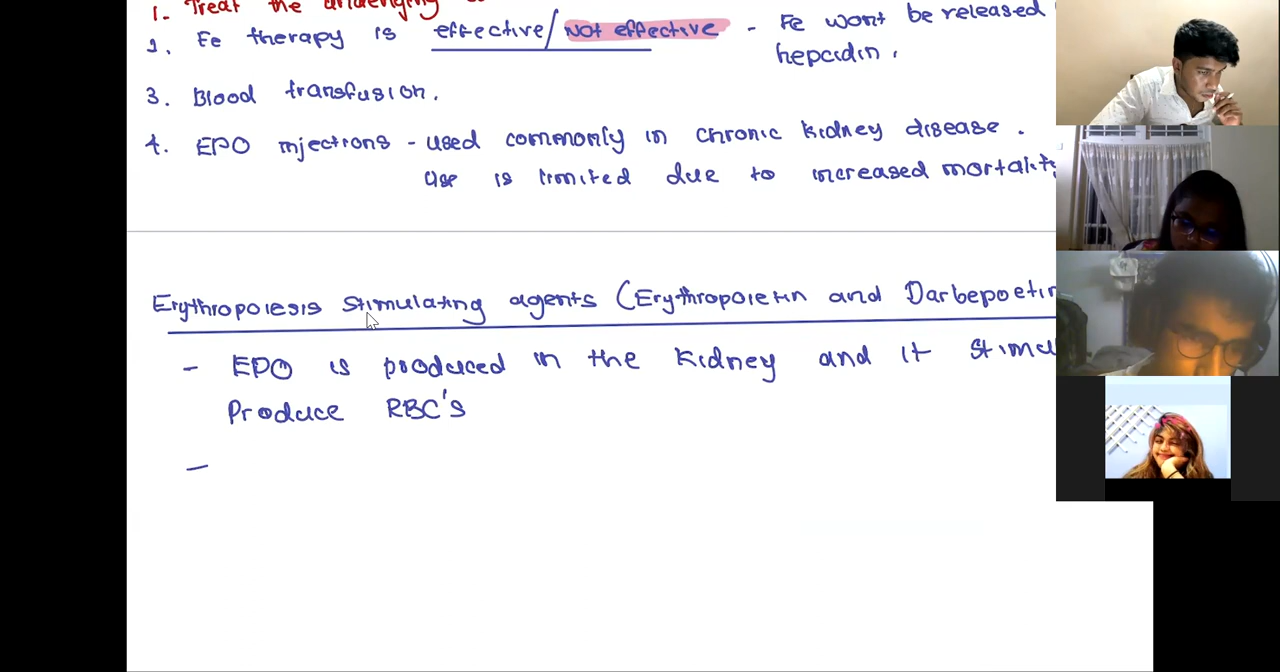 1. Treat the underlying
2. Fe therapy is effective/ NOT effective - Fe wont be released
hepcidin.
3. Blood transfusion.
4. EPO injections - used commonly in chronic kidney disease.
Use is limited due to increased mortality
Erythropoiesis stimulating agents (Erythropoietin and Darbepoetin
- EPO is produced in the kidney and it stimu
Produce RBC's
-